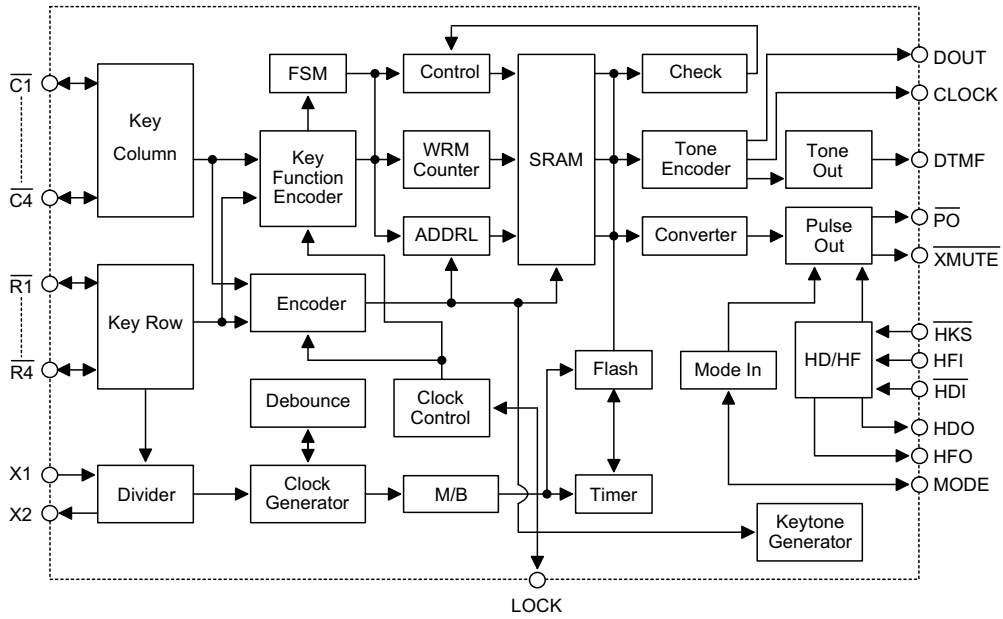 FSM
Control
Check
DOUT
C1
CLOCK
Key
Column
Key
Function
Encoder
WRM
Counter
SRAM
Tone
Encoder
Tone
Out
DTMF
C4
ADDRL
Converter
Pulse
Out
PO
XMUTE
R1
Key Row
Encoder
HKS
R4
Flash
Mode In
HD/HF
HFI
HDI
Debounce
Clock
Control
HDO
HFO
X1
Divider
Clock
Generator
M/B
Timer
MODE
X2
Keytone
Generator
LOCK